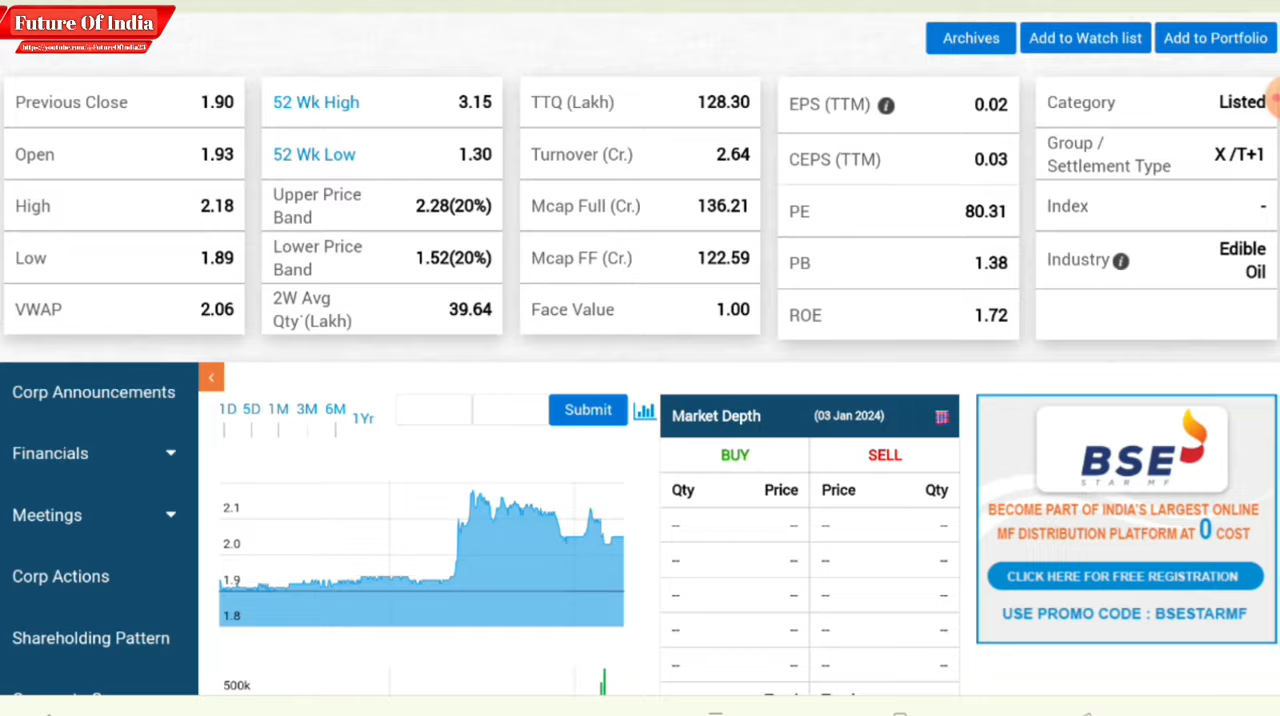 Future Of India
https://youtube.com/@FutureOfIndia23
Archives
Add to Watch list
Add to Portfolio
Previous Close 1.90
Open 1.93
High 2.18
Low 1.89
VWAP 2.06
52 Wk High 3.15
52 Wk Low 1.30
Upper Price
Band 2.28(20%)
Lower Price
Band 1.52(20%)
2W Avg
Qty*(Lakh) 39.64
TTQ (Lakh) 128.30
Turnover (Cr.) 2.64
Mcap Full (Cr.) 136.21
Mcap FF (Cr.) 122.59
Face Value 1.00
EPS (TTM) 0.02
CEPS (TTM) 0.03
PE 80.31
PB 1.38
ROE 1.72
Category Listed
Group /
Settlement Type X /T+1
Index -
Industry Edible
Oil
Corp Announcements
Financials
Meetings
Corp Actions
Shareholding Pattern
1D 5D 1M 3M 6M 1Yr
Submit
2.1
2.0
1.9
1.8
500k
Market Depth (03 Jan 2024)
BUY SELL
Qty Price Price Qty
-- -- -- --
-- -- -- --
-- -- -- --
-- -- -- --
-- -- -- --
BSE
STAR MF
BECOME PART OF INDIA'S LARGEST ONLINE
MF DISTRIBUTION PLATFORM AT 0 COST
CLICK HERE FOR FREE REGISTRATION
USE PROMO CODE : BSESTARMF